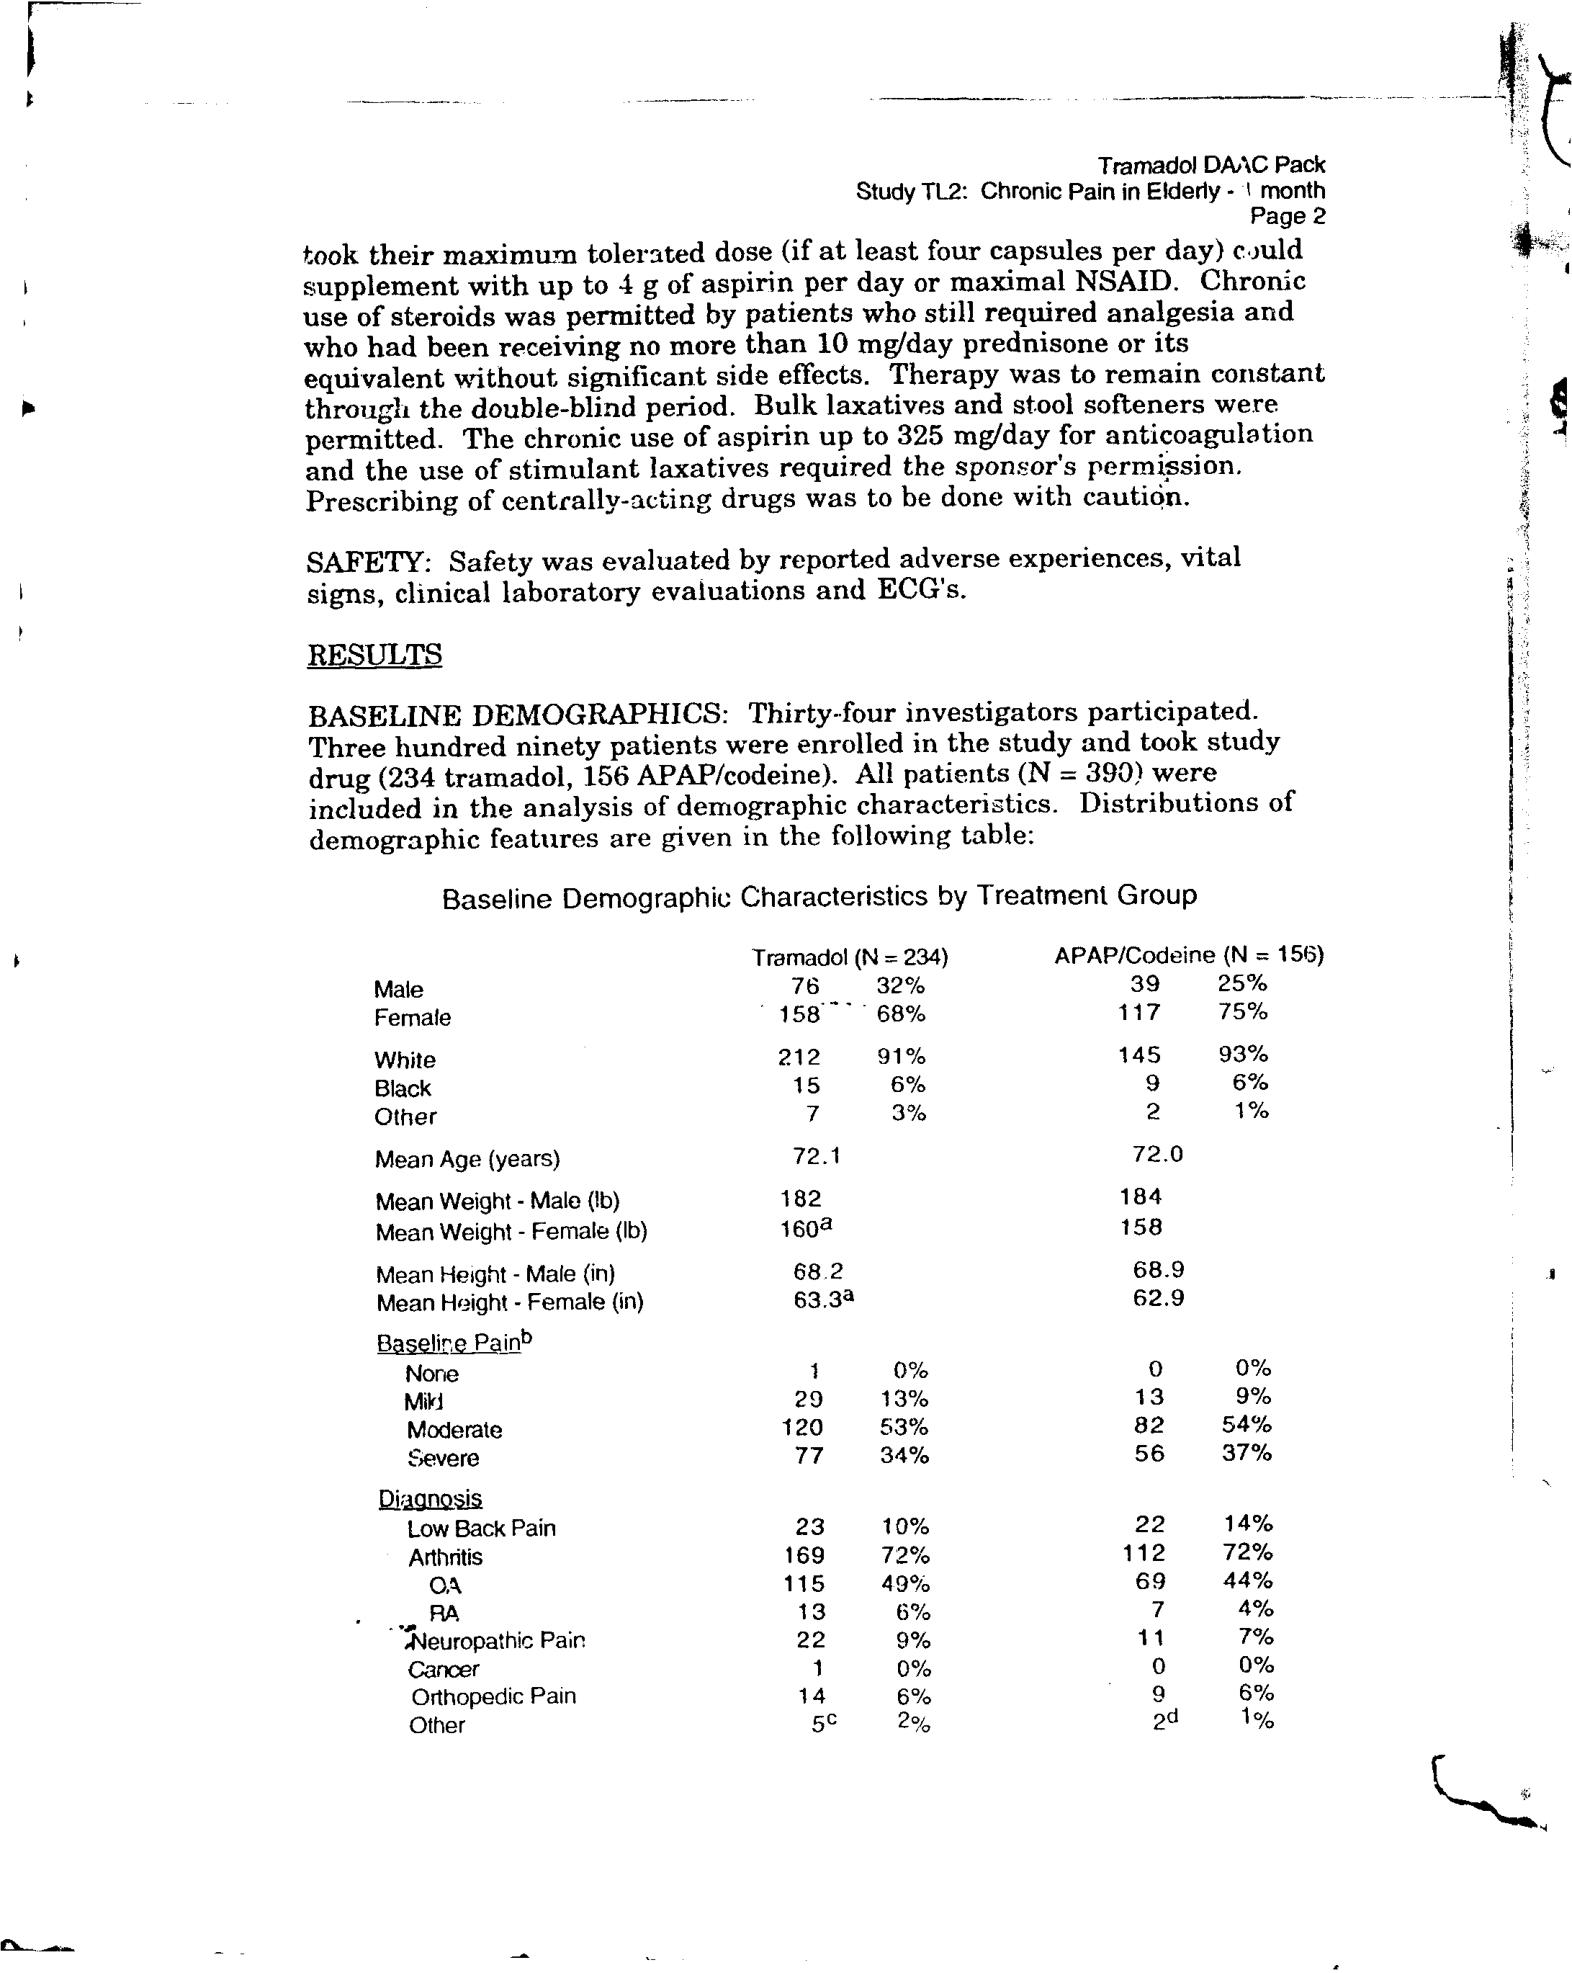 Tramadol DAAC Pack
Study TL2: Chronic Pain in Elderly - 1 month
Page 2
took their maximum tolerated dose (if at least four capsules per day) could
supplement with up to 4 g of aspirin per day or maximal NSAID. Chronic
use of steroids was permitted by patients who still required analgesia and
who had been receiving no more than 10 mg/day prednisone or its
equivalent without significant side effects. Therapy was to remain constant
through the double-blind period. Bulk laxatives and stool softeners were
permitted. The chronic use of aspirin up to 325 mg/day for anticoagulation
and the use of stimulant laxatives required the sponsor's permission.
Prescribing of centrally-acting drugs was to be done with caution.
SAFETY: Safety was evaluated by reported adverse experiences, vital
signs, clinical laboratory evaluations and ECG's.
RESULTS
BASELINE DEMOGRAPHICS: Thirty-four investigators participated.
Three hundred ninety patients were enrolled in the study and took study
drug (234 tramadol, 156 APAP/codeine). All patients (N = 390) were
included in the analysis of demographic characteristics. Distributions of
demographic features are given in the following table:
Baseline Demographic Characteristics by Treatment Group
Tramadol (N = 234) APAP/Codeine (N = 156)
Male 76 32% 39 25%
Female 158 68% 117 75%
White 212 91% 145 93%
Black 15 6% 9 6%
Other 7 3% 2 1%
Mean Age (years) 72.1 72.0
Mean Weight - Male (lb) 182 184
Mean Weight - Female (lb) 160a 158
Mean Height - Male (in) 68.2 68.9
Mean Height - Female (in) 63.3a 62.9
Baseline Painb
None 1 0% 0 0%
Mild 29 13% 13 9%
Moderate 120 53% 82 54%
Severe 77 34% 56 37%
Diagnosis
Low Back Pain 23 10% 22 14%
Arthritis 169 72% 112 72%
OA 115 49% 69 44%
RA 13 6% 7 4%
Neuropathic Pain 22 9% 11 7%
Cancer 1 0% 0 0%
Orthopedic Pain 14 6% 9 6%
Other 5c 2% 2d 1%